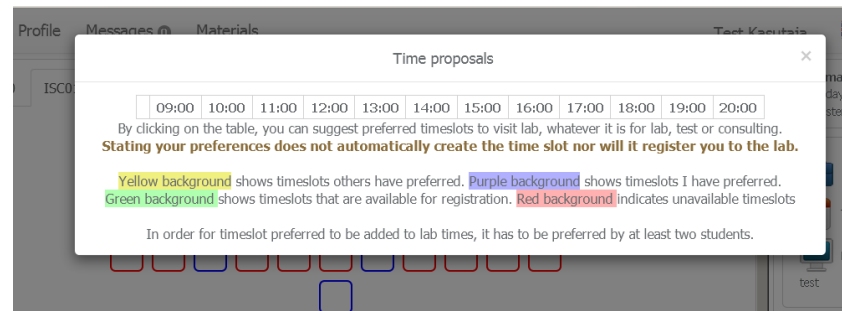 Profile Messages Materials Test Kasutaja
Time proposals ×
ISC0
09:00 10:00 11:00 12:00 13:00 14:00 15:00 16:00 17:00 18:00 19:00 20:00
By clicking on the table, you can suggest preferred timeslots to visit lab, whatever it is for lab, test or consulting.
Stating your preferences does not automatically create the time slot nor will it register you to the lab.
Yellow background shows timeslots others have preferred. Purple background shows timeslots I have preferred.
Green background shows timeslots that are available for registration. Red background indicates unavailable timeslots
In order for timeslot preferred to be added to lab times, it has to be preferred by at least two students.
test